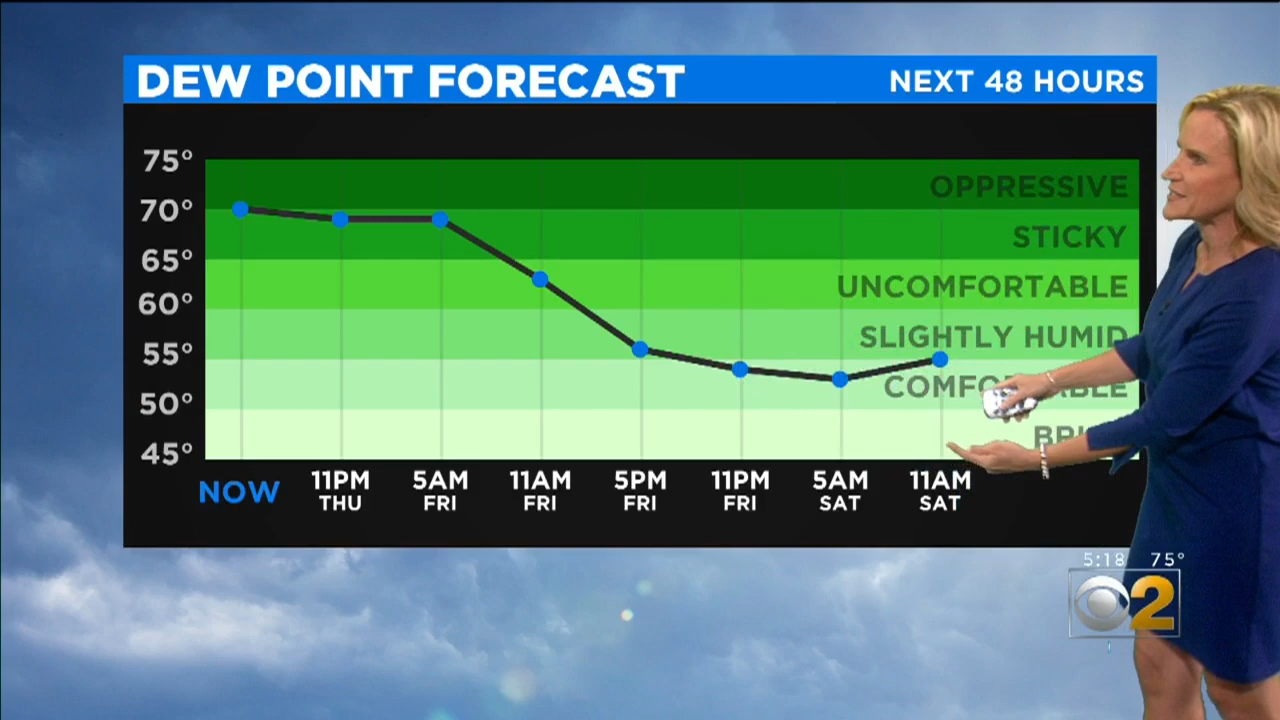 DEW POINT FORECAST NEXT 48 HOURS
75°
OPPRESSIVE
70°
STICKY
65°
UNCOMFORTABLE
60°
SLIGHTLY HUMID
55°
50°
45°
NOW 11PM 5AM 11AM 5PM 11PM 5AM 11AM
THU FRI FRI FRI FRI SAT SAT
5:18 75°
2